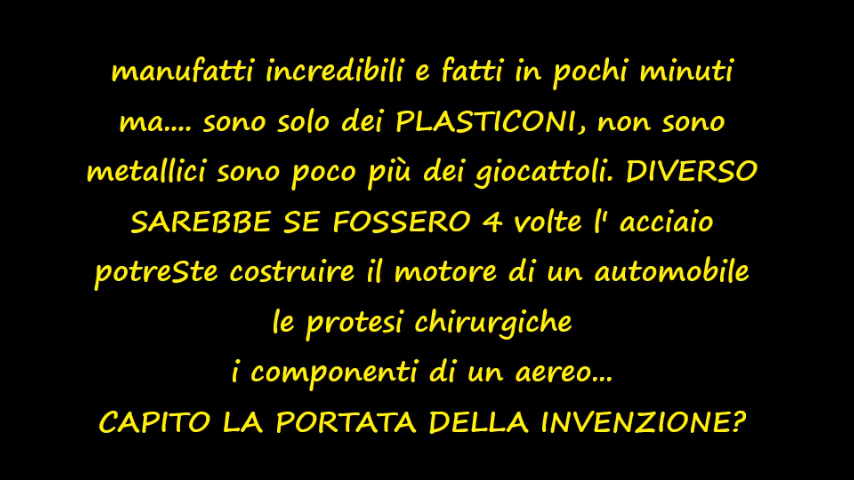 manufatti incredibili e fatti in pochi minuti
ma.... sono solo dei PLASTICONI, non sono
metallici sono poco più dei giocattoli. DIVERSO
SAREBBE SE FOSSERO 4 volte l' acciaio
potreSte costruire il motore di un automobile
le protesi chirurgiche
i componenti di un aereo...
CAPITO LA PORTATA DELLA INVENZIONE?